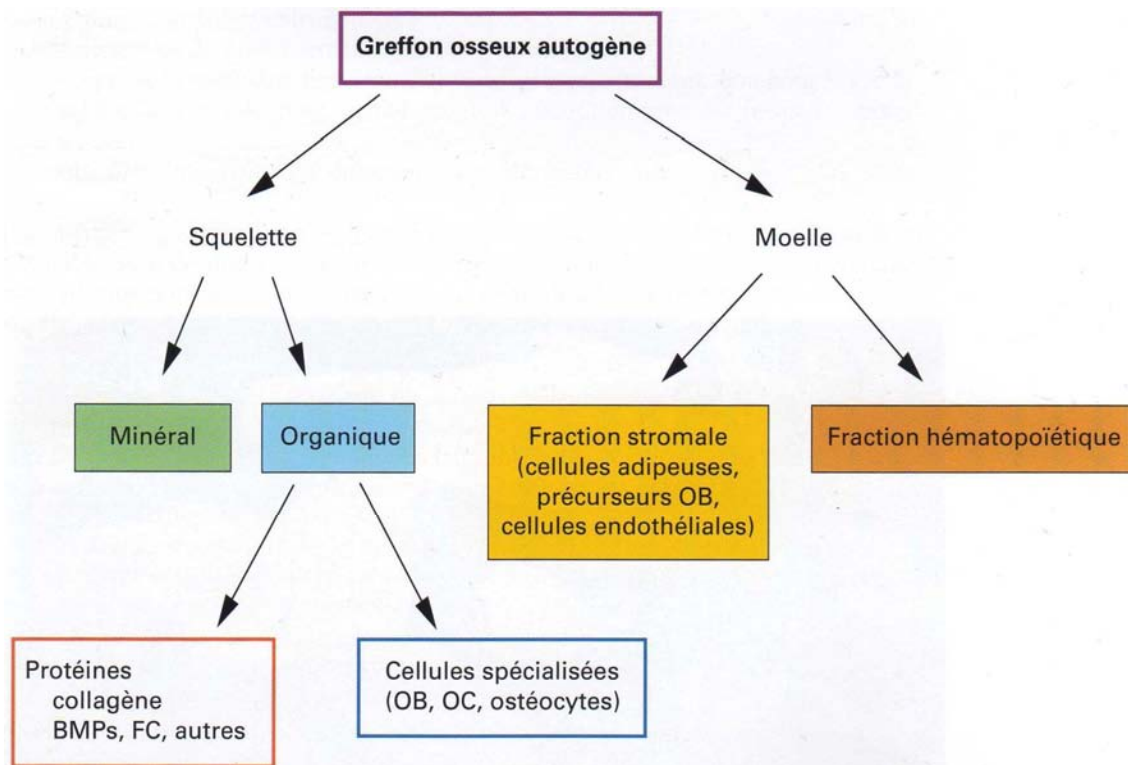 Greffon osseux autogène
Squelette
Moelle
Minéral
Organique
Fraction stromale
(cellules adipeuses,
précurseurs OB,
cellules endothéliales)
Fraction hématopoïétique
Protéines
collagène
BMPs, FC, autres
Cellules spécialisées
(OB, OC, ostéocytes)